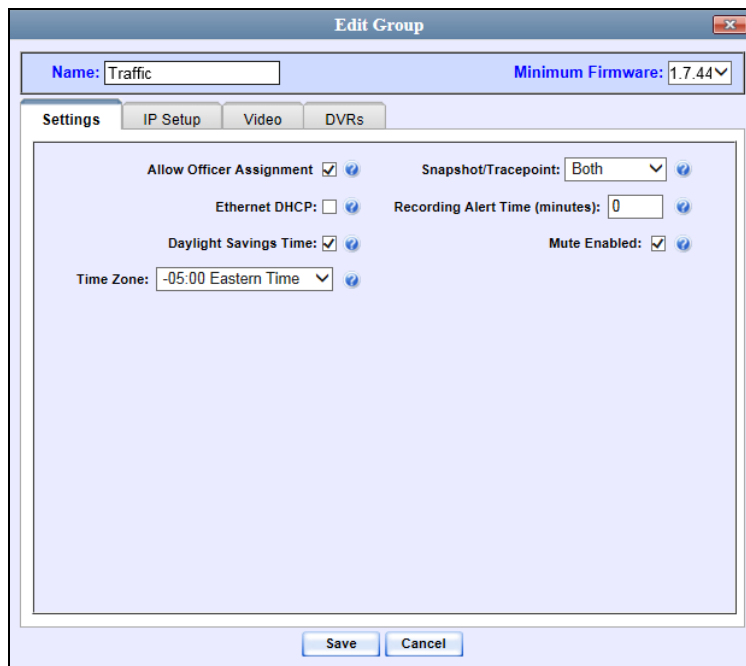 Edit Group
Name: Traffic
Minimum Firmware: 1.7.44
Settings
IP Setup
Video
DVRs
Allow Officer Assignment
Snapshot/Tracepoint: Both
Ethernet DHCP:
Recording Alert Time (minutes): 0
Daylight Savings Time:
Mute Enabled:
Time Zone: -05:00 Eastern Time
Save
Cancel